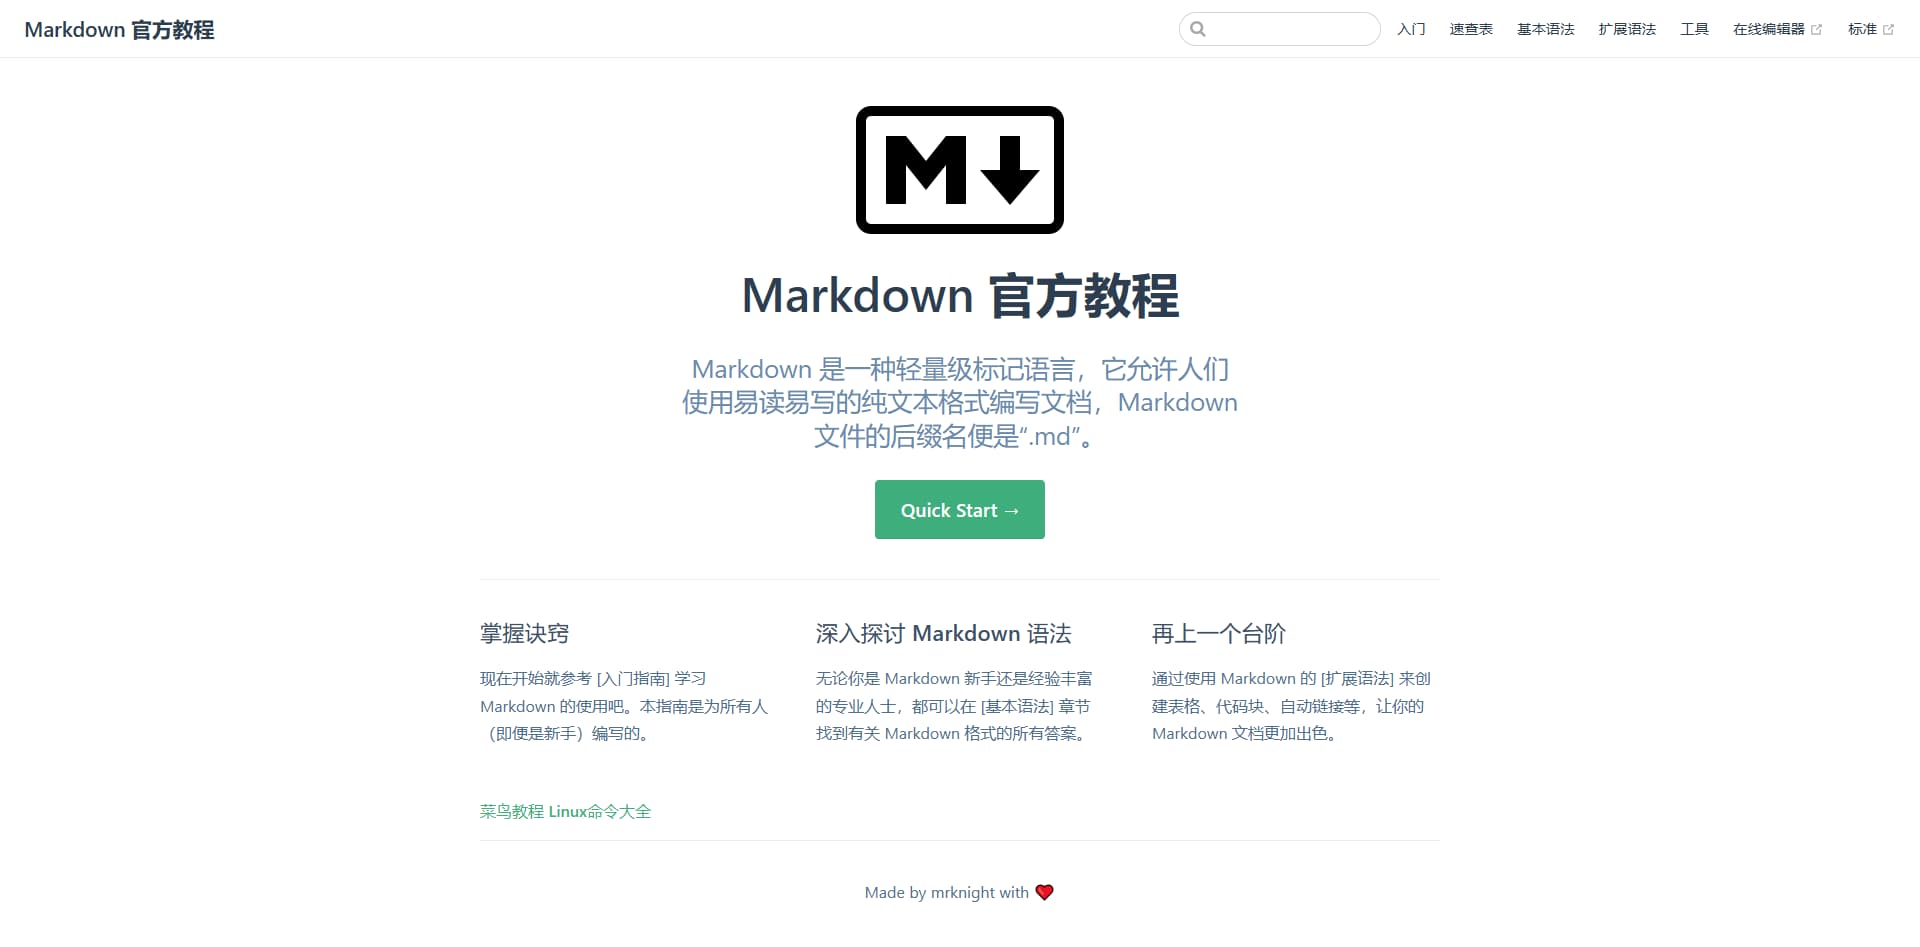 Markdown 官方教程
入门 速查表 基本语法 扩展语法 工具 在线编辑器 标准
M
Markdown 官方教程
Markdown 是一种轻量级标记语言，它允许人们
使用易读易写的纯文本格式编写文档，Markdown
文件的后缀名便是“.md”。
Quick Start →
掌握诀窍
现在开始就参考 [入门指南] 学习
Markdown 的使用吧。本指南是为所有人
（即便是新手）编写的。
深入探讨 Markdown 语法
无论你是 Markdown 新手还是经验丰富
的专业人士，都可以在 [基本语法] 章节
找到有关 Markdown 格式的所有答案。
再上一个台阶
通过使用 Markdown 的 [扩展语法] 来创
建表格、代码块、自动链接等，让你的
Markdown 文档更加出色。
菜鸟教程 Linux命令大全
Made by mrknight with ❤️